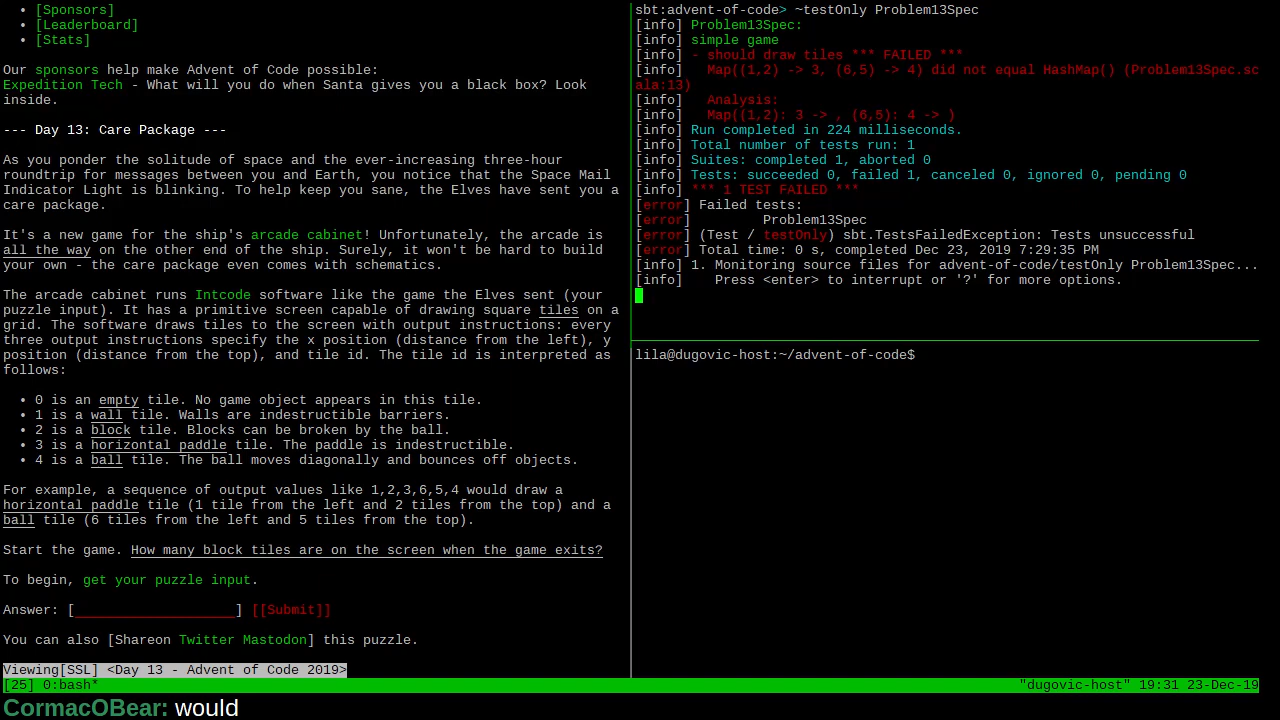 • [Sponsors]
• [Leaderboard]
• [Stats]
Our sponsors help make Advent of Code possible:
Expedition Tech - What will you do when Santa gives you a black box? Look
inside.
--- Day 13: Care Package ---
As you ponder the solitude of space and the ever-increasing three-hour
roundtrip for messages between you and Earth, you notice that the Space Mail
Indicator Light is blinking. To help keep you sane, the Elves have sent you a
care package.
It's a new game for the ship's arcade cabinet! Unfortunately, the arcade is
all the way on the other end of the ship. Surely, it won't be hard to build
your own - the care package even comes with schematics.
The arcade cabinet runs Intcode software like the game the Elves sent (your
puzzle input). It has a primitive screen capable of drawing square tiles on a
grid. The software draws tiles to the screen with output instructions: every
three output instructions specify the x position (distance from the left), y
position (distance from the top), and tile id. The tile id is interpreted as
follows:
• 0 is an empty tile. No game object appears in this tile.
• 1 is a wall tile. Walls are indestructible barriers.
• 2 is a block tile. Blocks can be broken by the ball.
• 3 is a horizontal paddle tile. The paddle is indestructible.
• 4 is a ball tile. The ball moves diagonally and bounces off objects.
For example, a sequence of output values like 1,2,3,6,5,4 would draw a
horizontal paddle tile (1 tile from the left and 2 tiles from the top) and a
ball tile (6 tiles from the left and 5 tiles from the top).
Start the game. How many block tiles are on the screen when the game exits?
To begin, get your puzzle input.
Answer: [____________________] [[Submit]]
You can also [Shareon Twitter Mastodon] this puzzle.
Viewing[SSL] <Day 13 - Advent of Code 2019>
sbt:advent-of-code> ~testOnly Problem13Spec
[info] Problem13Spec:
[info] simple game
[info] - should draw tiles *** FAILED ***
[info]   Map((1,2) -> 3, (6,5) -> 4) did not equal HashMap() (Problem13Spec.sc
ala:13)
[info]   Analysis:
[info]   Map((1,2): 3 -> , (6,5): 4 -> )
[info] Run completed in 224 milliseconds.
[info] Total number of tests run: 1
[info] Suites: completed 1, aborted 0
[info] Tests: succeeded 0, failed 1, canceled 0, ignored 0, pending 0
[info] *** 1 TEST FAILED ***
[error] Failed tests:
[error]         Problem13Spec
[error] (Test / testOnly) sbt.TestsFailedException: Tests unsuccessful
[error] Total time: 0 s, completed Dec 23, 2019 7:29:35 PM
[info] 1. Monitoring source files for advent-of-code/testOnly Problem13Spec...
[info]    Press <enter> to interrupt or '?' for more options.
lila@dugovic-host:~/advent-of-code$
[25] 0:bash* "dugovic-host" 19:31 23-Dec-19
CormacOBear: would